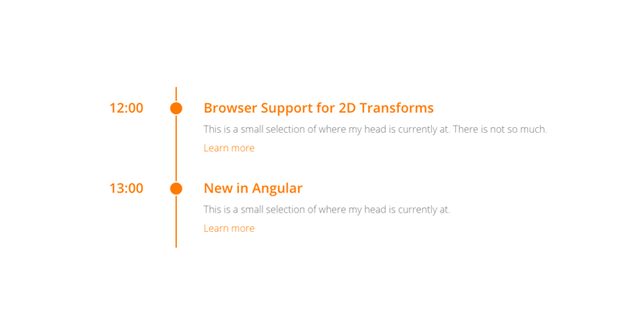 12:00 Browser Support for 2D Transforms
This is a small selection of where my head is currently at. There is not so much.
Learn more
13:00 New in Angular
This is a small selection of where my head is currently at.
Learn more